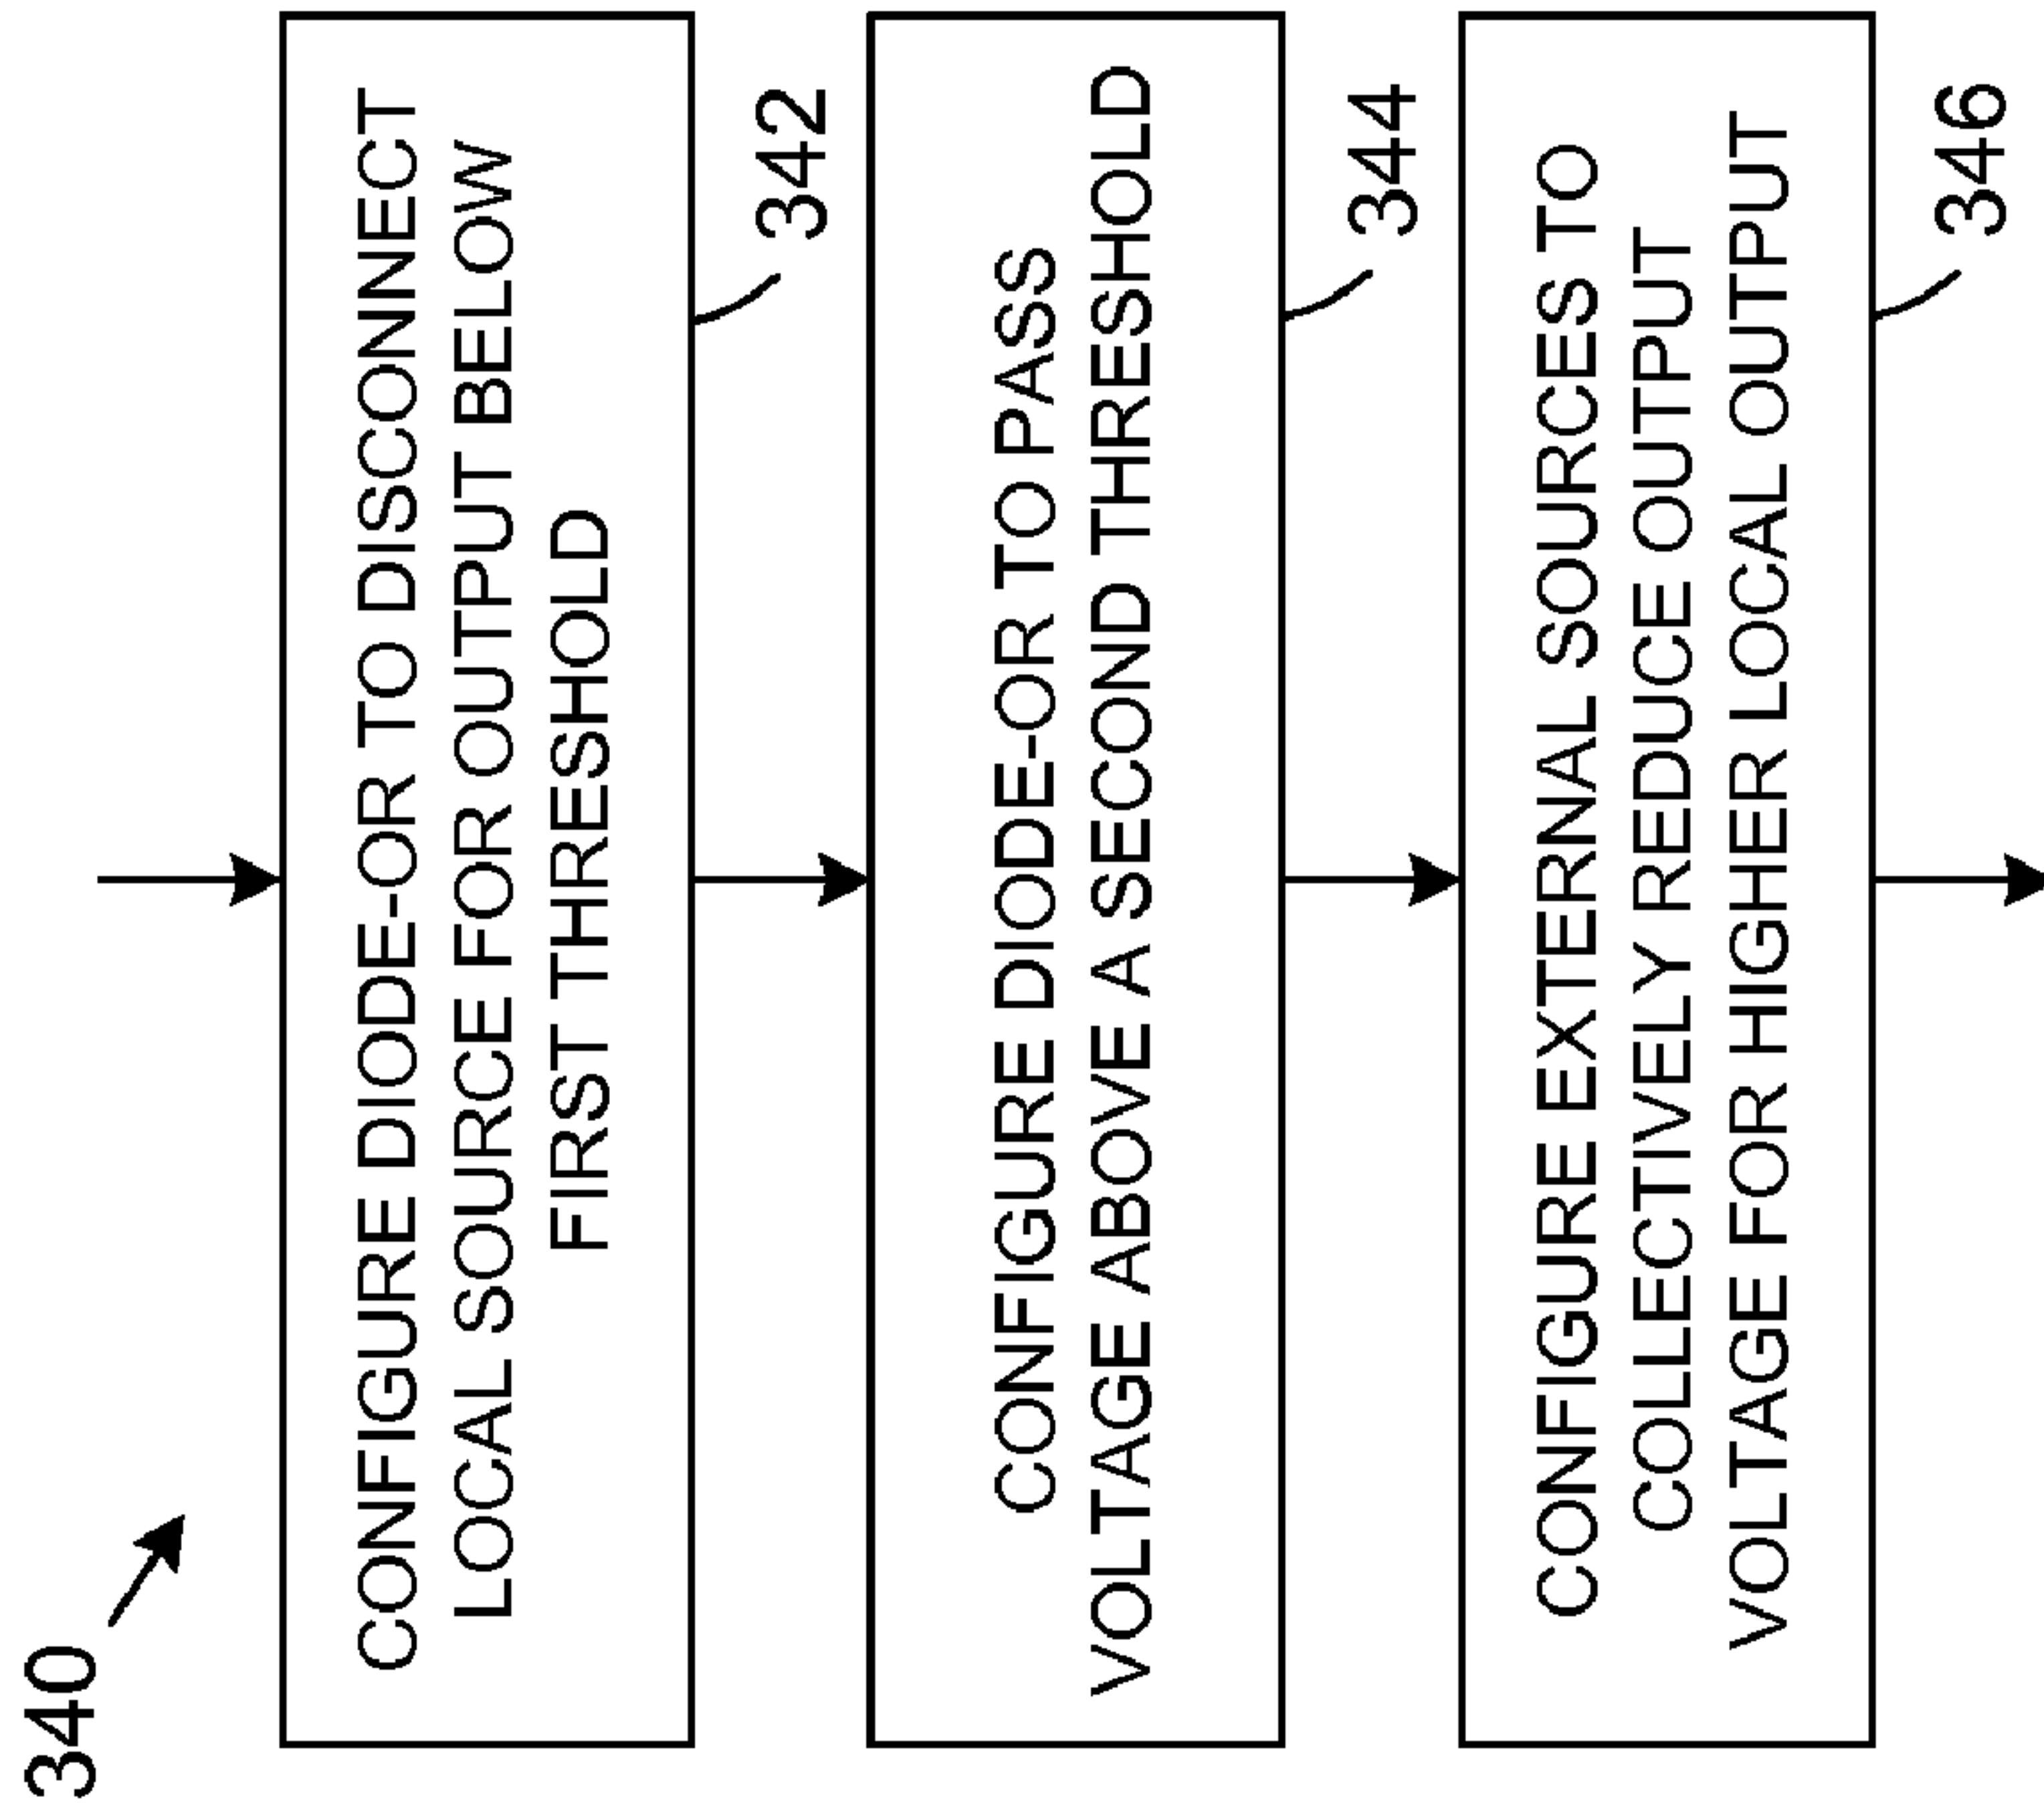 340
CONFIGURE DIODE-OR TO DISCONNECT
LOCAL SOURCE FOR OUTPUT BELOW
FIRST THRESHOLD
342
CONFIGURE DIODE-OR TO PASS
VOLTAGE ABOVE A SECOND THRESHOLD
344
CONFIGURE EXTERNAL SOURCES TO
COLLECTIVELY REDUCE OUTPUT
VOLTAGE FOR HIGHER LOCAL OUTPUT
346